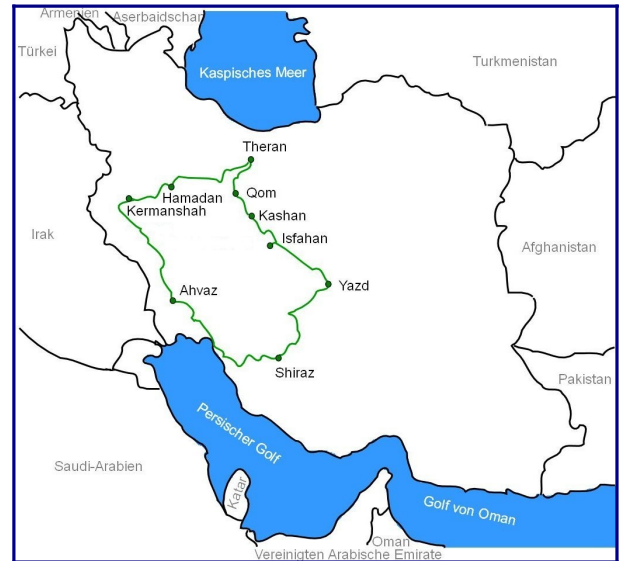 Armenien
Aserbaidschan
Türkei
Kaspisches Meer
Turkmenistan
Theran
Hamadan
Qom
Kermanshah
Kashan
Irak
Isfahan
Afghanistan
Ahvaz
Yazd
Shiraz
Pakistan
Persischer Golf
Saudi-Arabien
Katar
Golf von Oman
Oman
Vereinigten Arabische Emirate